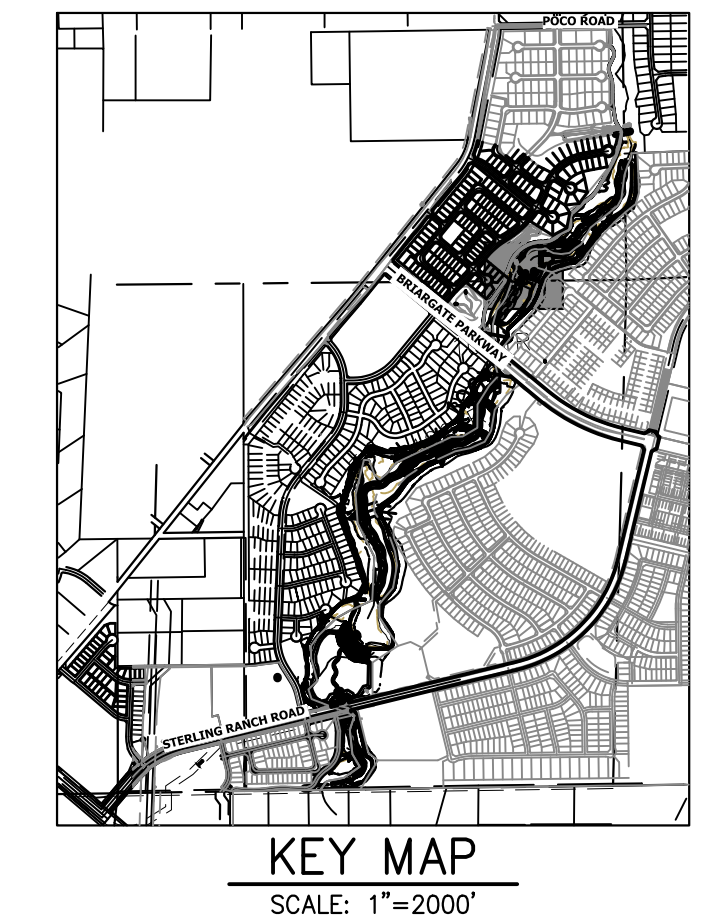 POCO ROAD
BRIARGATE PARKWAY
STERLING RANCH ROAD
KEY MAP
SCALE: 1"=2000'